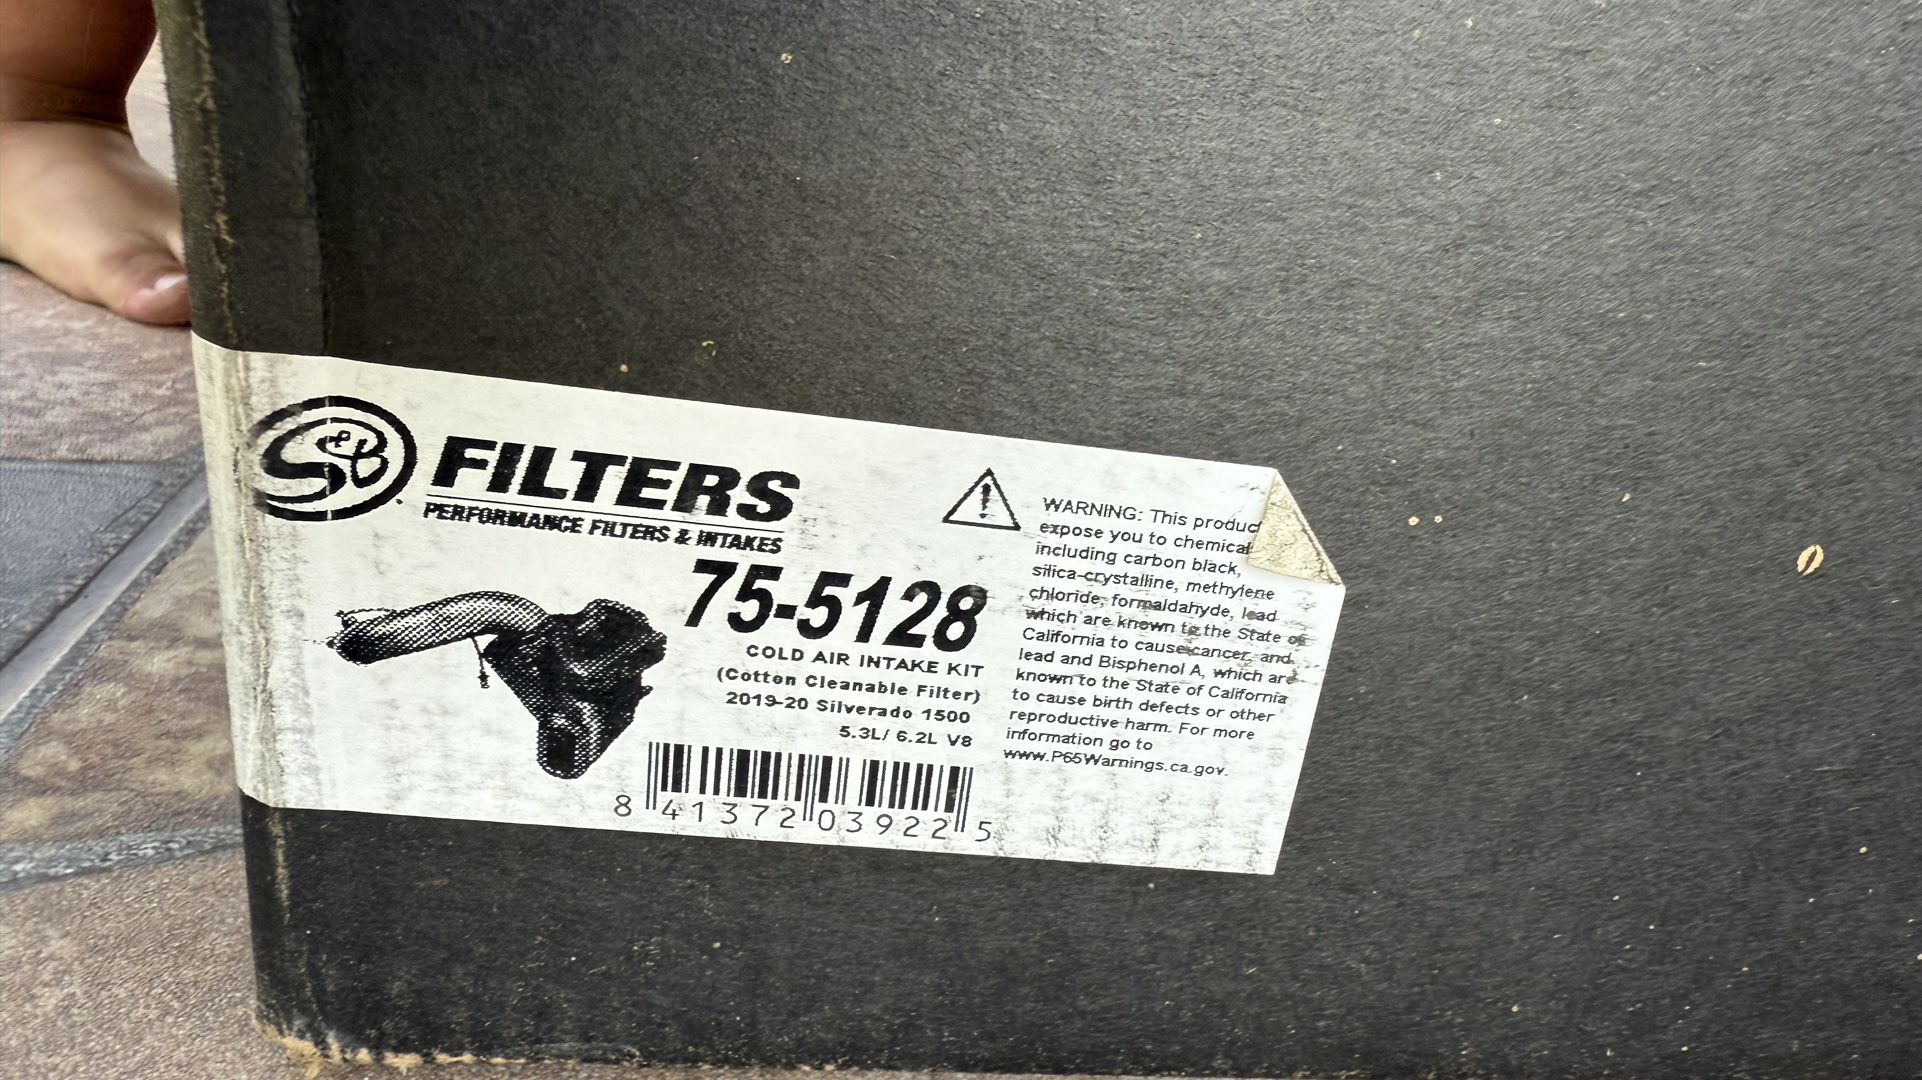 S&B
FILTERS
PERFORMANCE FILTERS & INTAKES
75-5128
COLD AIR INTAKE KIT
(Cotton Cleanable Filter)
2019-20 Silverado 1500
5.3L/ 6.2L V8
8 41372 03922 5
WARNING: This product
expose you to chemical
including carbon black,
silica-crystalline, methylene
chloride, formaldahyde, lead
which are known to the State of
California to cause cancer, and
lead and Bisphenol A, which are
known to the State of California
to cause birth defects or other
reproductive harm. For more
information go to
www.P65Warnings.ca.gov.